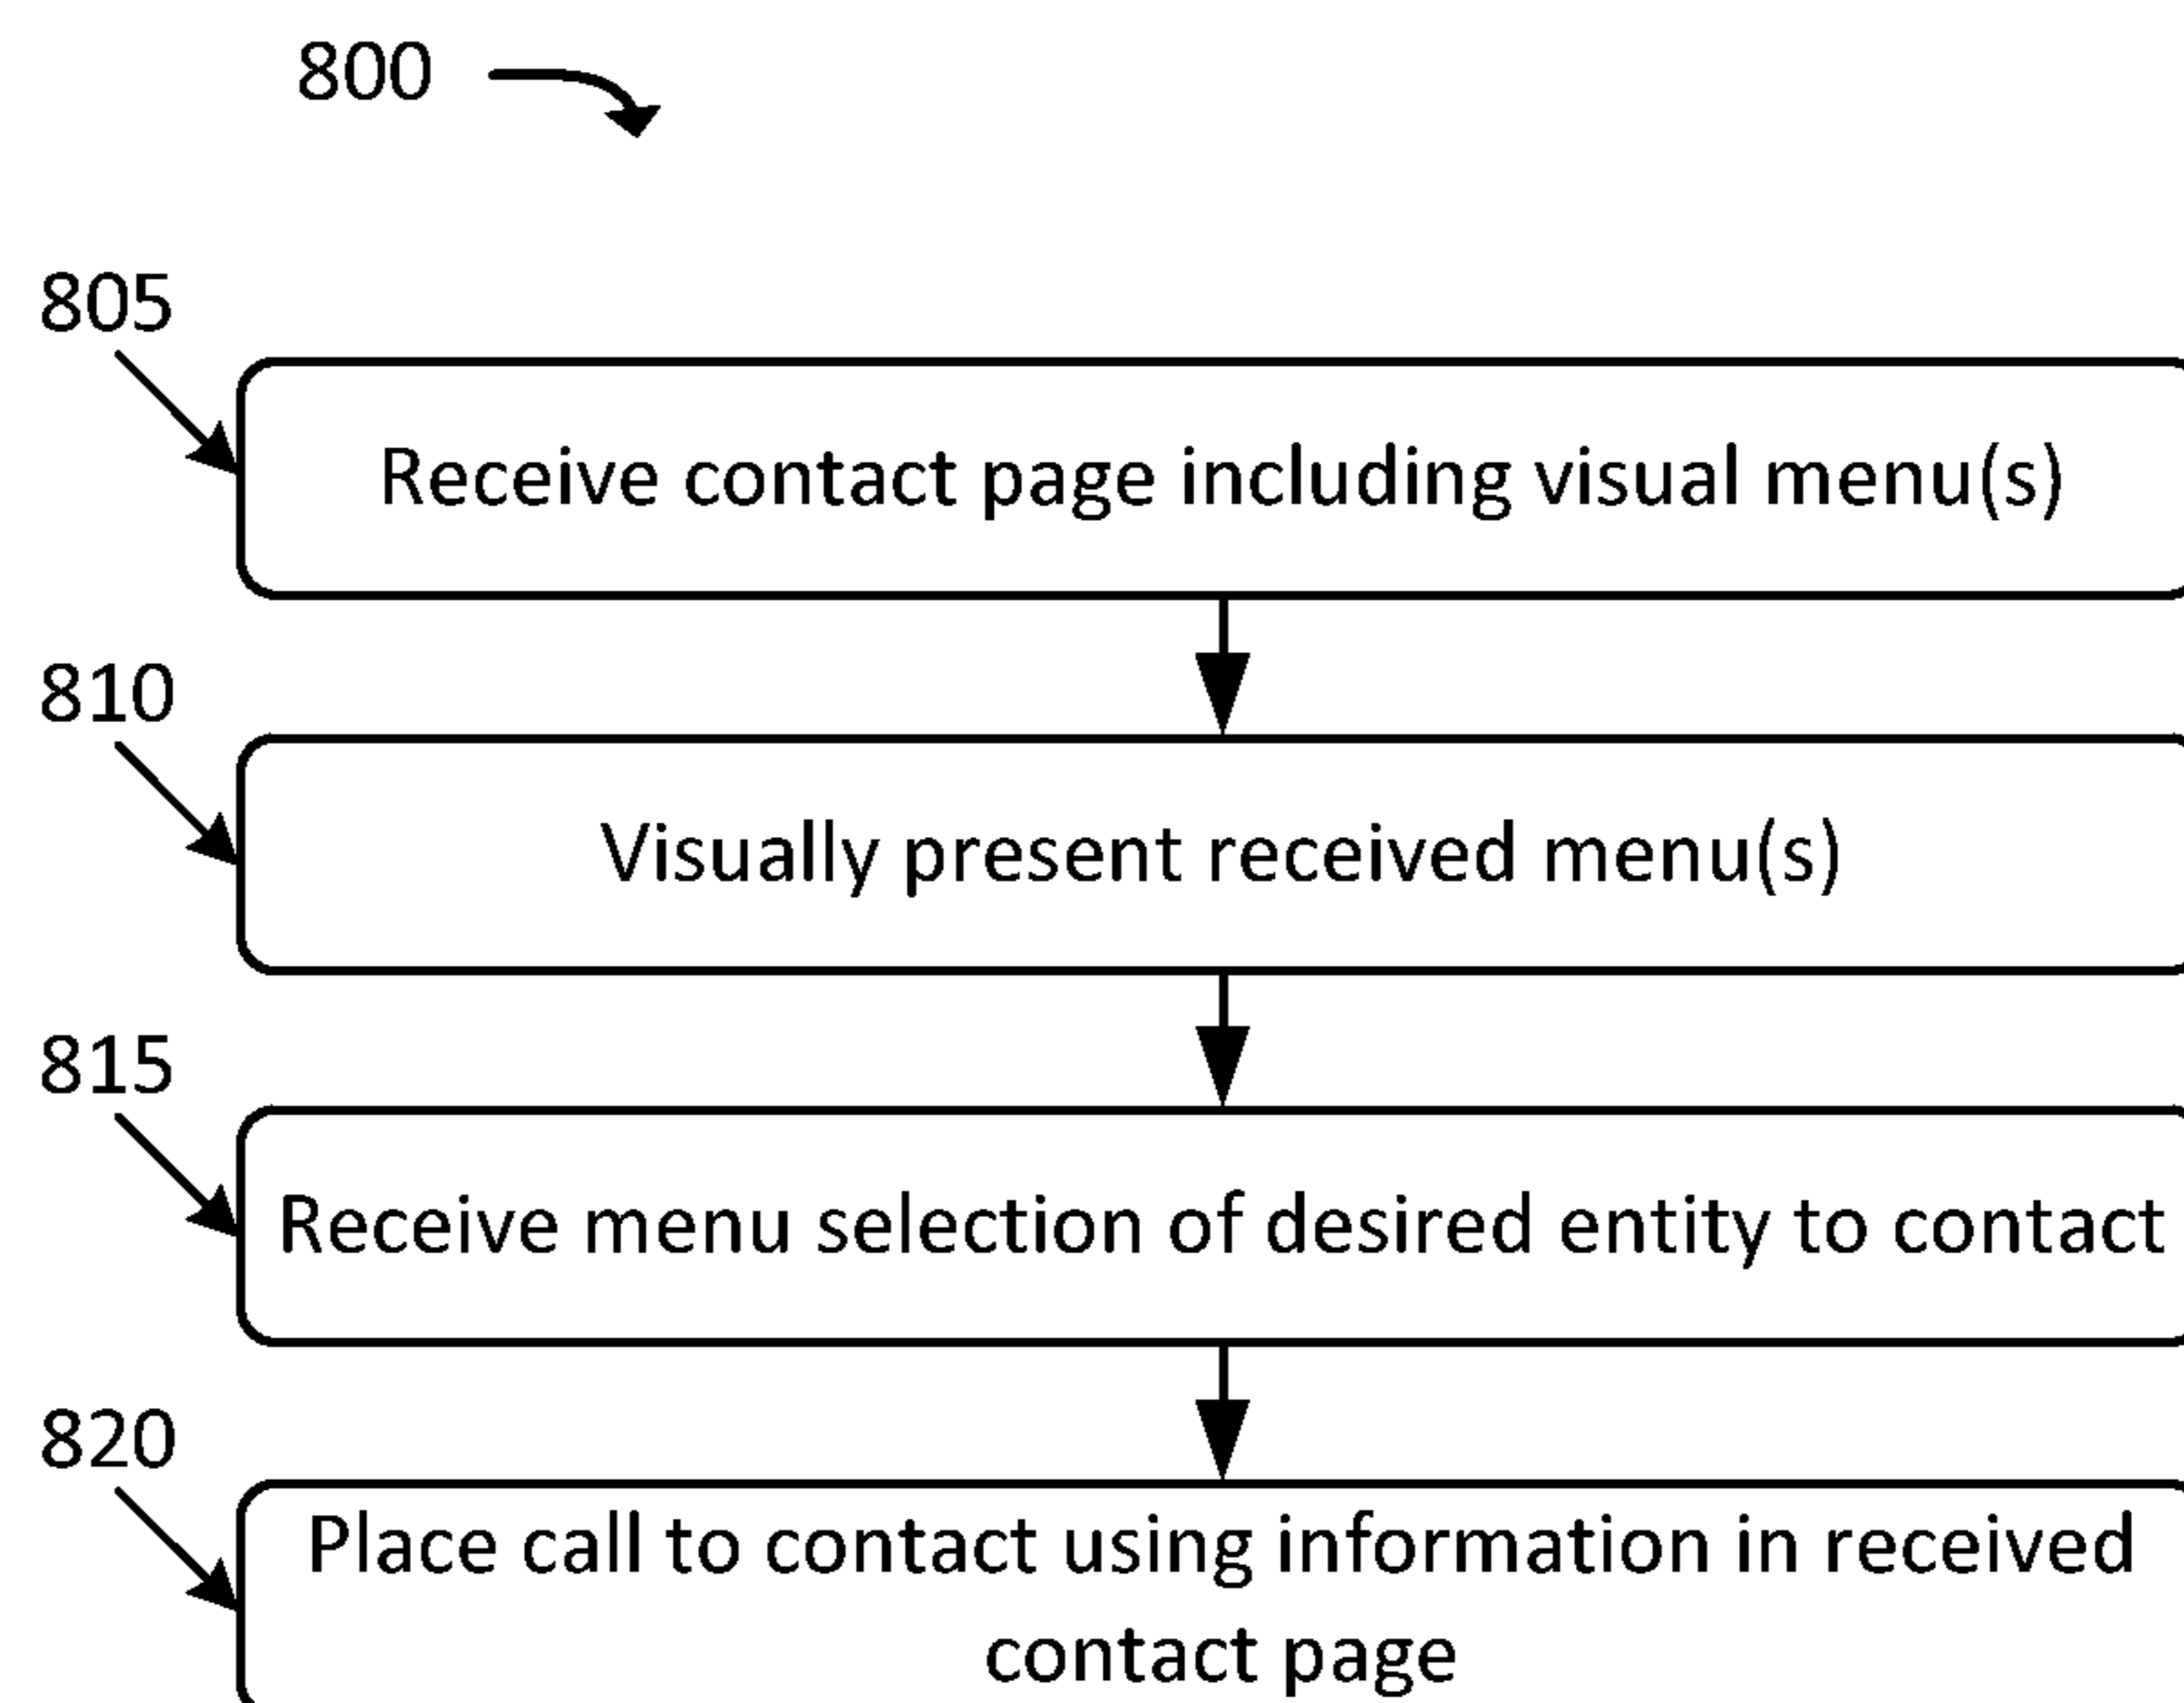 800
805
Receive contact page including visual menu(s)
810
Visually present received menu(s)
815
Receive menu selection of desired entity to contact
820
Place call to contact using information in received
contact page